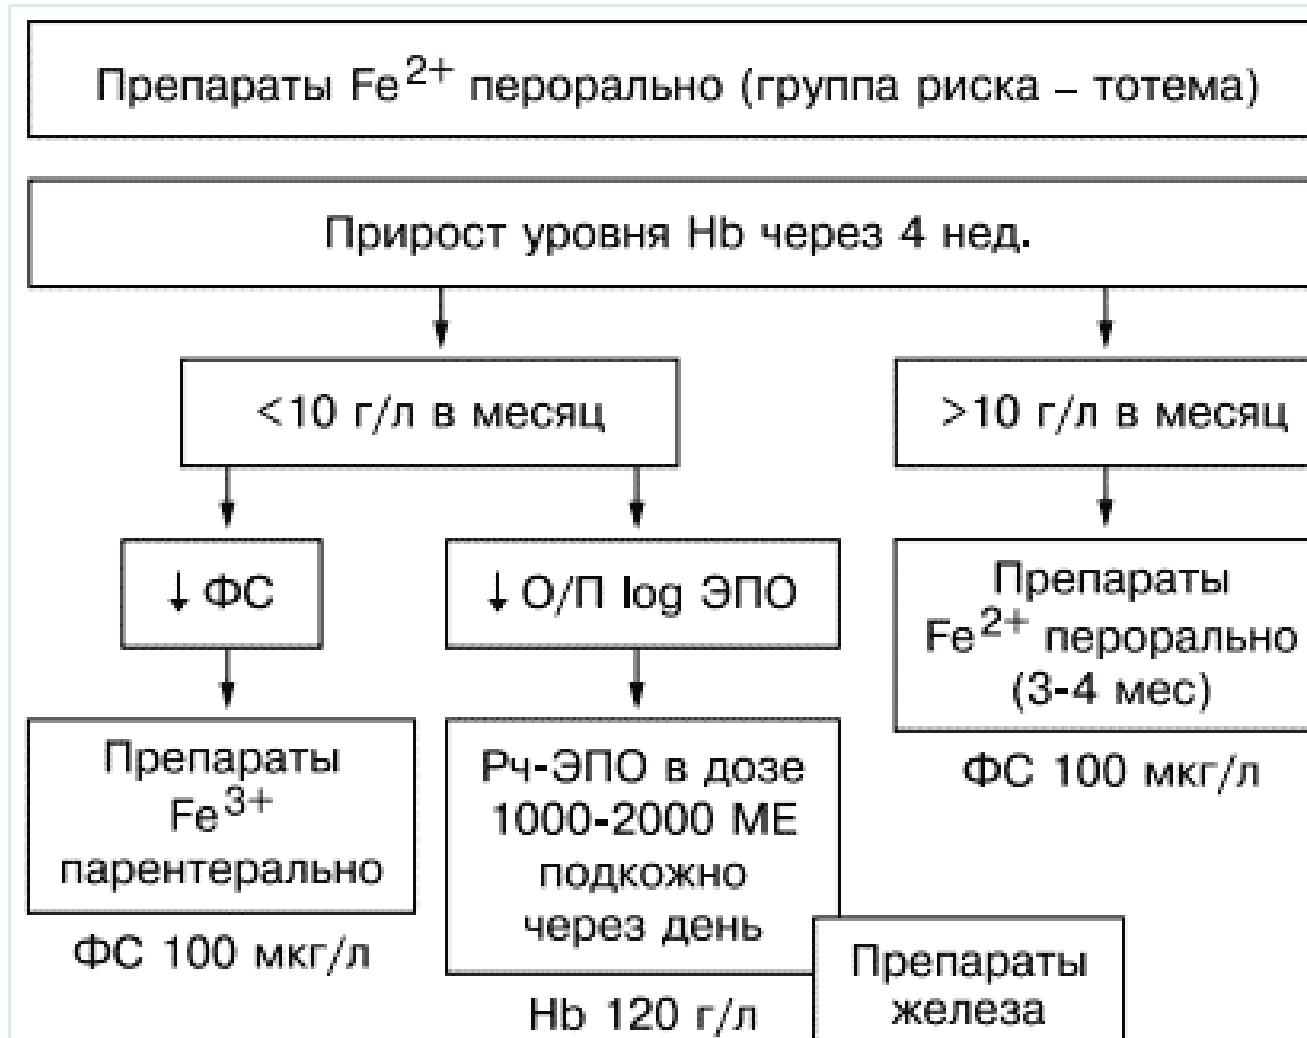 Препараты Fe2+ перорально (группа риска – тотема)
Прирост уровня Hb через 4 нед.
<10 г/л в месяц
>10 г/л в месяц
↓ ФС
↓ О/П log ЭПО
Препараты
Fe2+ перорально
(3-4 мес)
ФС 100 мкг/л
Препараты
Fe3+
парентерально
ФС 100 мкг/л
Рч-ЭПО в дозе
1000-2000 МЕ
подкожно
через день
Hb 120 г/л
Препараты
железа